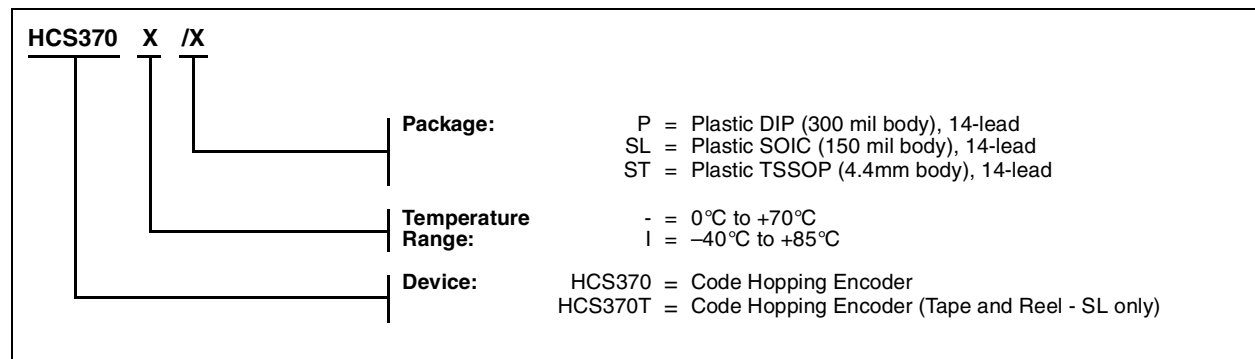 HCS370 X /X
Package: P = Plastic DIP (300 mil body), 14-lead
SL = Plastic SOIC (150 mil body), 14-lead
ST = Plastic TSSOP (4.4mm body), 14-lead
Temperature - = 0°C to +70°C
Range: I = –40°C to +85°C
Device: HCS370 = Code Hopping Encoder
HCS370T = Code Hopping Encoder (Tape and Reel - SL only)